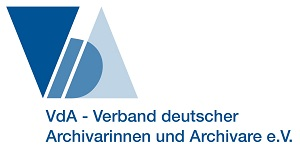 VdA - Verband deutscher
Archivarinnen und Archivare e.V.